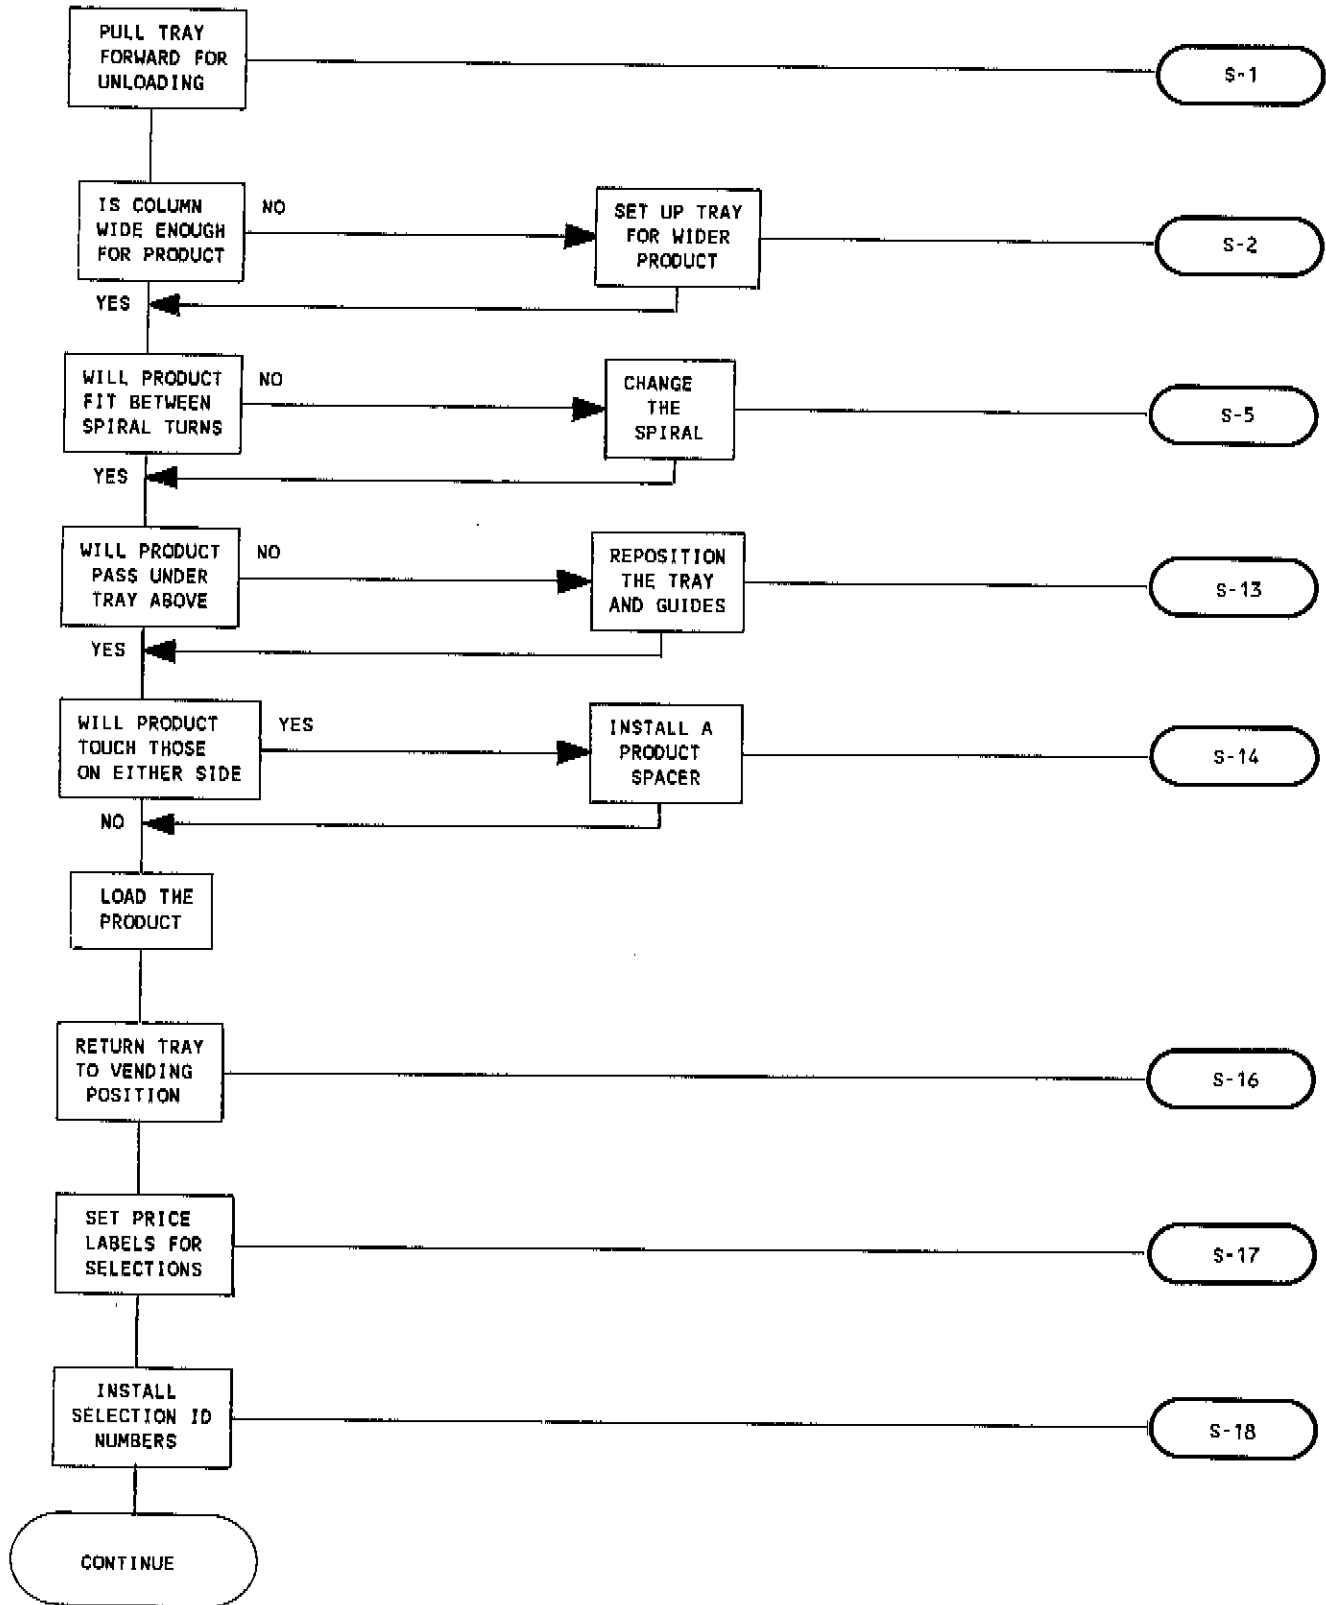 PULL TRAY
FORWARD FOR
UNLOADING
S-1
IS COLUMN
WIDE ENOUGH
FOR PRODUCT
NO
SET UP TRAY
FOR WIDER
PRODUCT
S-2
YES
WILL PRODUCT
FIT BETWEEN
SPIRAL TURNS
NO
CHANGE
THE
SPIRAL
S-5
YES
WILL PRODUCT
PASS UNDER
TRAY ABOVE
NO
REPOSITION
THE TRAY
AND GUIDES
S-13
YES
WILL PRODUCT
TOUCH THOSE
ON EITHER SIDE
YES
INSTALL A
PRODUCT
SPACER
S-14
NO
LOAD THE
PRODUCT
RETURN TRAY
TO VENDING
POSITION
S-16
SET PRICE
LABELS FOR
SELECTIONS
S-17
INSTALL
SELECTION ID
NUMBERS
S-18
CONTINUE